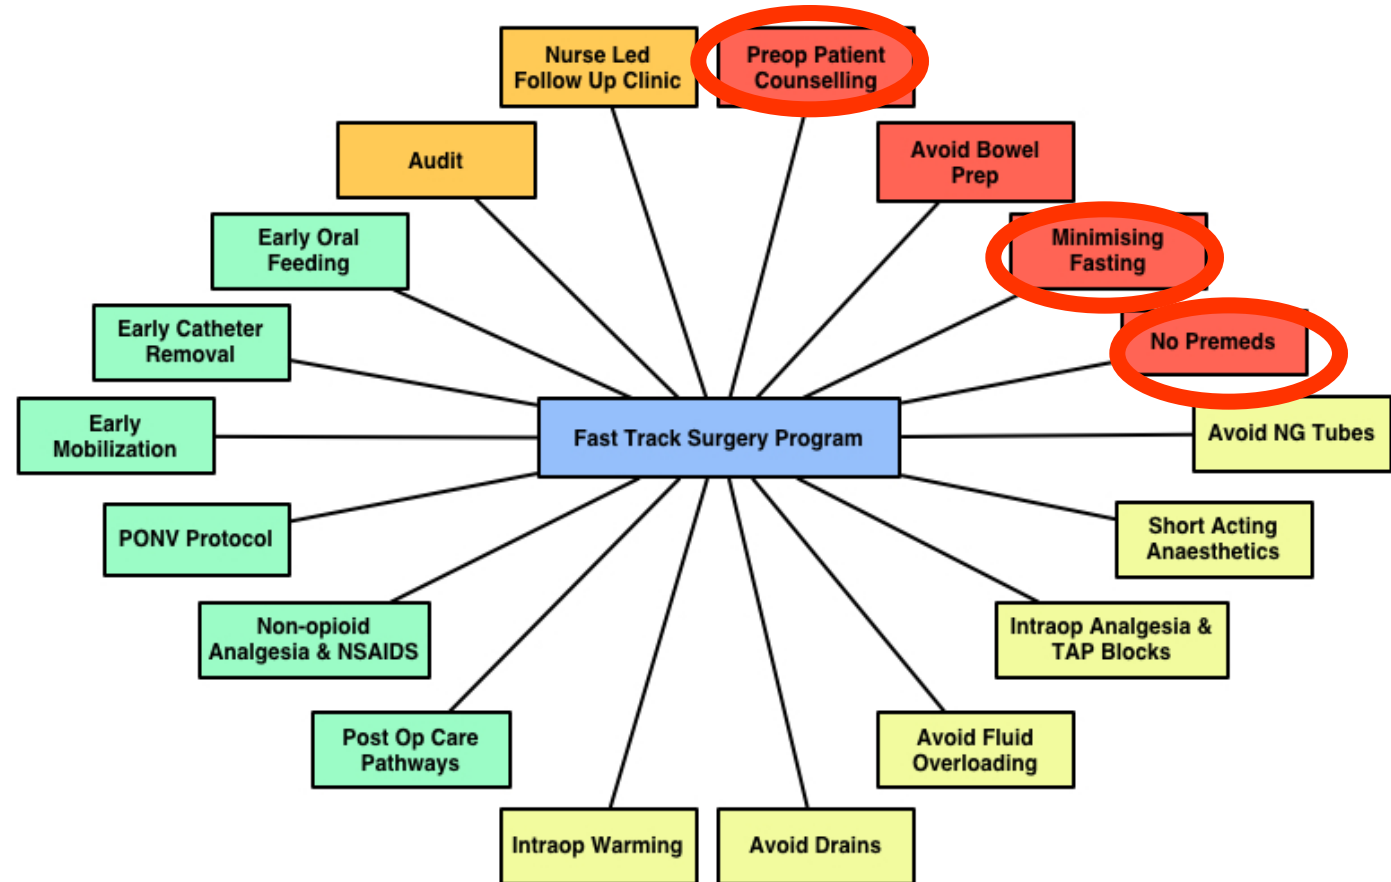 Nurse Led
Follow Up Clinic
Preop Patient
Counselling
Audit
Avoid Bowel
Prep
Early Oral
Feeding
Minimising
Fasting
Early Catheter
Removal
No Premeds
Early
Mobilization
Fast Track Surgery Program
Avoid NG Tubes
PONV Protocol
Short Acting
Anaesthetics
Non-opioid
Analgesia & NSAIDS
Intraop Analgesia &
TAP Blocks
Post Op Care
Pathways
Avoid Fluid
Overloading
Intraop Warming
Avoid Drains